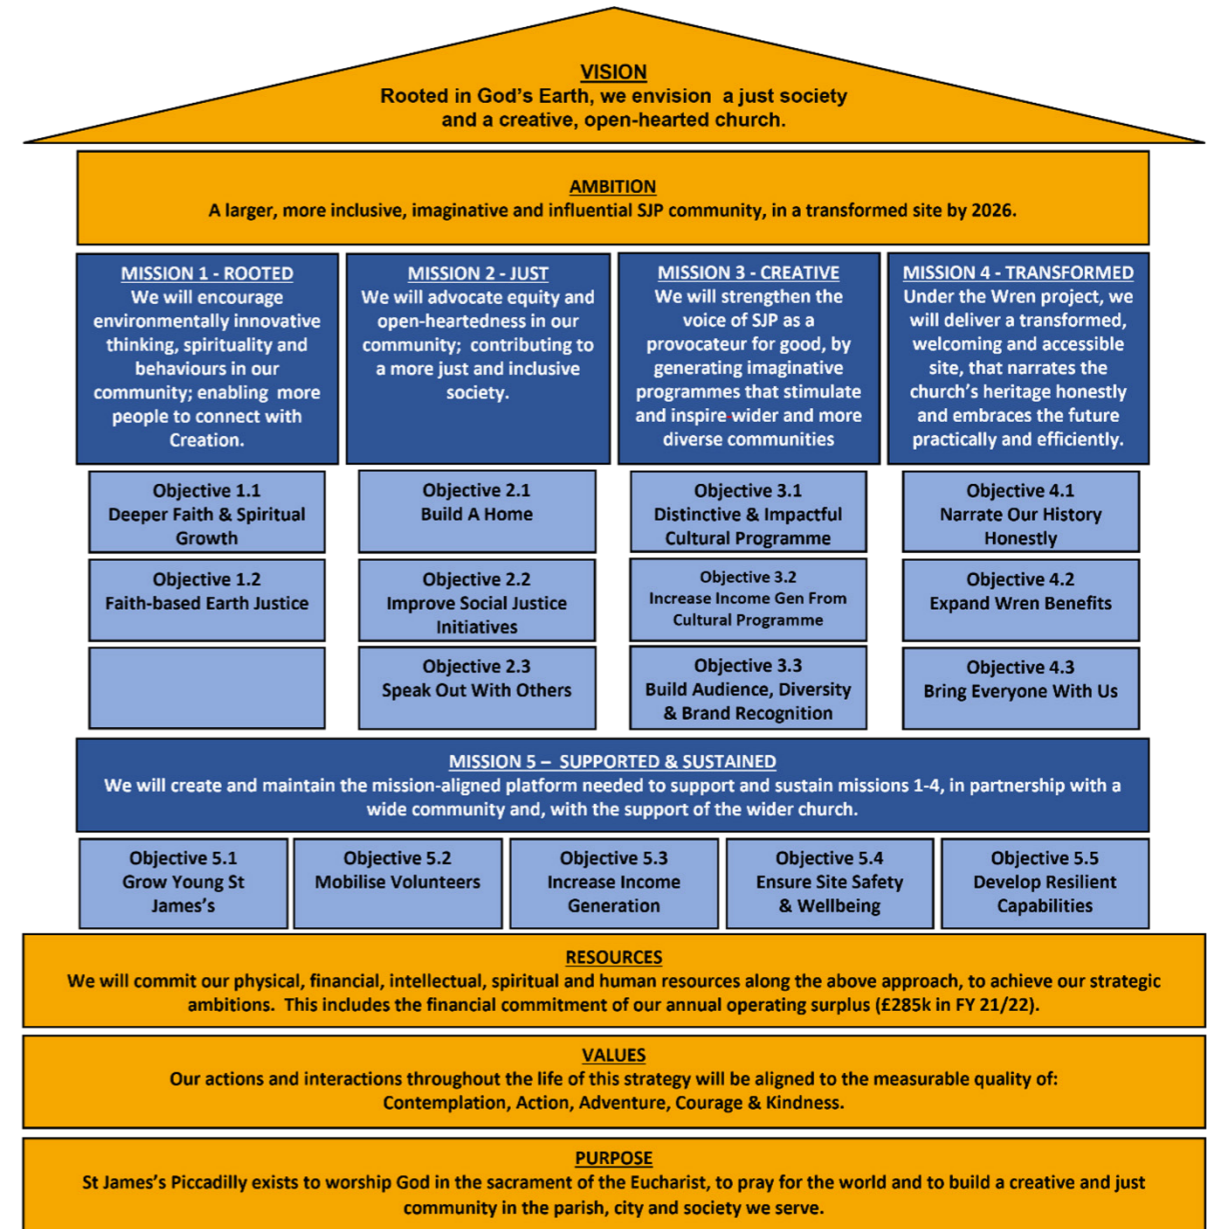 VISION
Rooted in God's Earth, we envision a just society
and a creative, open-hearted church.
AMBITION
A larger, more inclusive, imaginative and influential SJP community, in a transformed site by 2026.
MISSION 1 - ROOTED
We will encourage
environmentally innovative
thinking, spirituality and
behaviours in our
community; enabling more
people to connect with
Creation.
MISSION 2 - JUST
We will advocate equity and
open-heartedness in our
community; contributing to
a more just and inclusive
society.
MISSION 3 - CREATIVE
We will strengthen the
voice of SJP as a
provocateur for good, by
generating imaginative
programmes that stimulate
and inspire wider and more
diverse communities
MISSION 4 - TRANSFORMED
Under the Wren project, we
will deliver a transformed,
welcoming and accessible
site, that narrates the
church's heritage honestly
and embraces the future
practically and efficiently.
Objective 1.1
Deeper Faith & Spiritual
Growth
Objective 2.1
Build A Home
Objective 3.1
Distinctive & Impactful
Cultural Programme
Objective 4.1
Narrate Our History
Honestly
Objective 1.2
Faith-based Earth Justice
Objective 2.2
Improve Social Justice
Initiatives
Objective 3.2
Increase Income Gen From
Cultural Programme
Objective 4.2
Expand Wren Benefits
Objective 2.3
Speak Out With Others
Objective 3.3
Build Audience, Diversity
& Brand Recognition
Objective 4.3
Bring Everyone With Us
MISSION 5 – SUPPORTED & SUSTAINED
We will create and maintain the mission-aligned platform needed to support and sustain missions 1-4, in partnership with a
wide community and, with the support of the wider church.
Objective 5.1
Grow Young St
James's
Objective 5.2
Mobilise Volunteers
Objective 5.3
Increase Income
Generation
Objective 5.4
Ensure Site Safety
& Wellbeing
Objective 5.5
Develop Resilient
Capabilities
RESOURCES
We will commit our physical, financial, intellectual, spiritual and human resources along the above approach, to achieve our strategic
ambitions. This includes the financial commitment of our annual operating surplus (£285k in FY 21/22).
VALUES
Our actions and interactions throughout the life of this strategy will be aligned to the measurable quality of:
Contemplation, Action, Adventure, Courage & Kindness.
PURPOSE
St James's Piccadilly exists to worship God in the sacrament of the Eucharist, to pray for the world and to build a creative and just
community in the parish, city and society we serve.